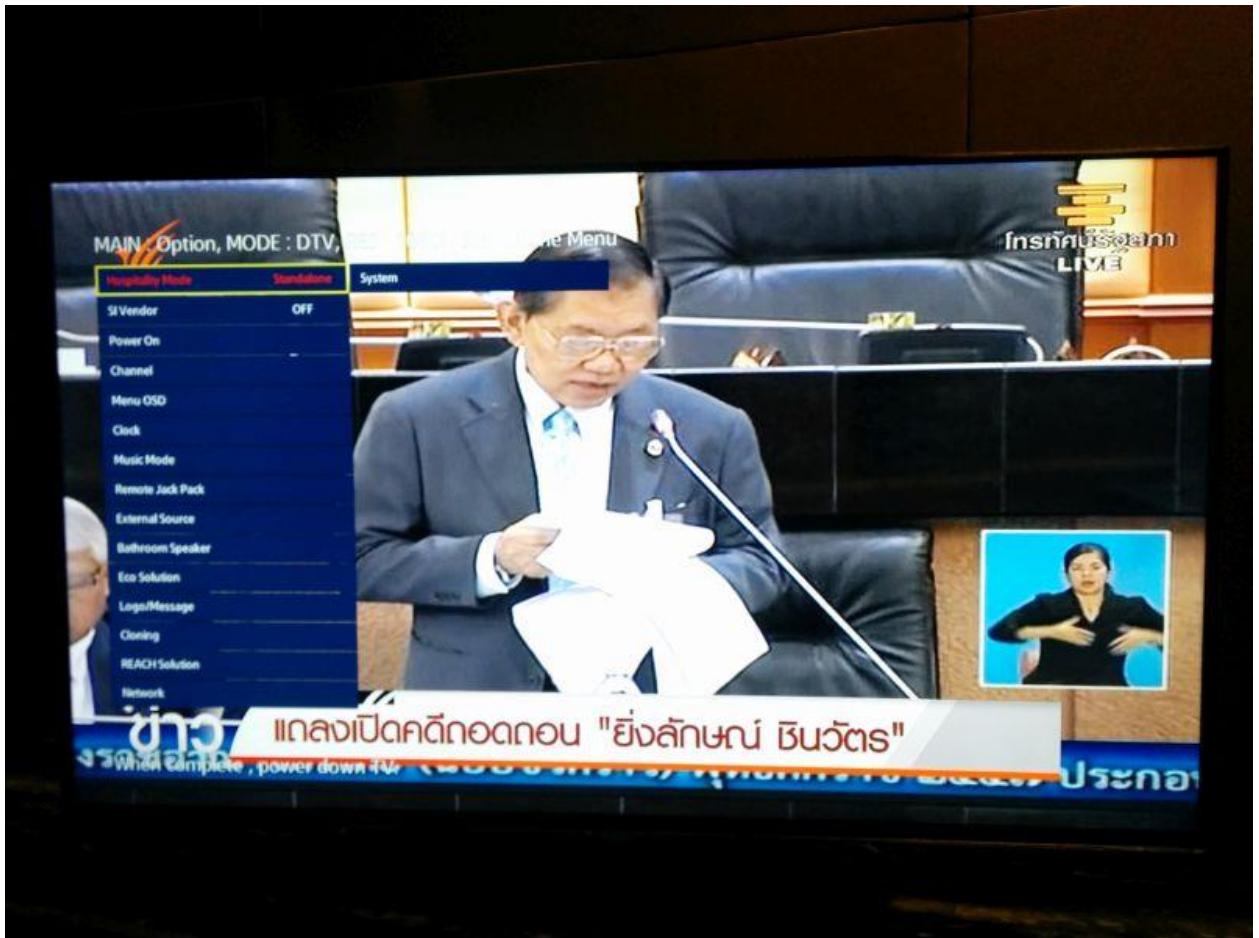 MAIN : Option, MODE : DTV,
Menu
โทรทัศน์รัฐสภา
LIVE
Hospitality Mode Standalone System
SI Vendor OFF
Power On
Channel
Menu OSD
Clock
Music Mode
Remote Jack Pack
External Source
Bathroom Speaker
Eco Solution
Logo/Message
Cloning
REACH Solution
Network
ข่าว แถลงเปิดคดีถอดถอน "ยิ่งลักษณ์ ชินวัตร"
When complete , power down TV.
ประกอบ